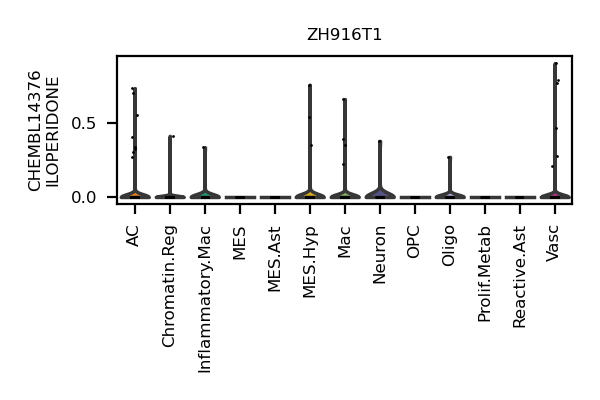 ZH916T1
CHEMBL14376
ILOPERIDONE
0.5
0.0
AC
Chromatin.Reg
Inflammatory.Mac
MES
MES.Ast
MES.Hyp
Mac
Neuron
OPC
Oligo
Prolif.Metab
Reactive.Ast
Vasc